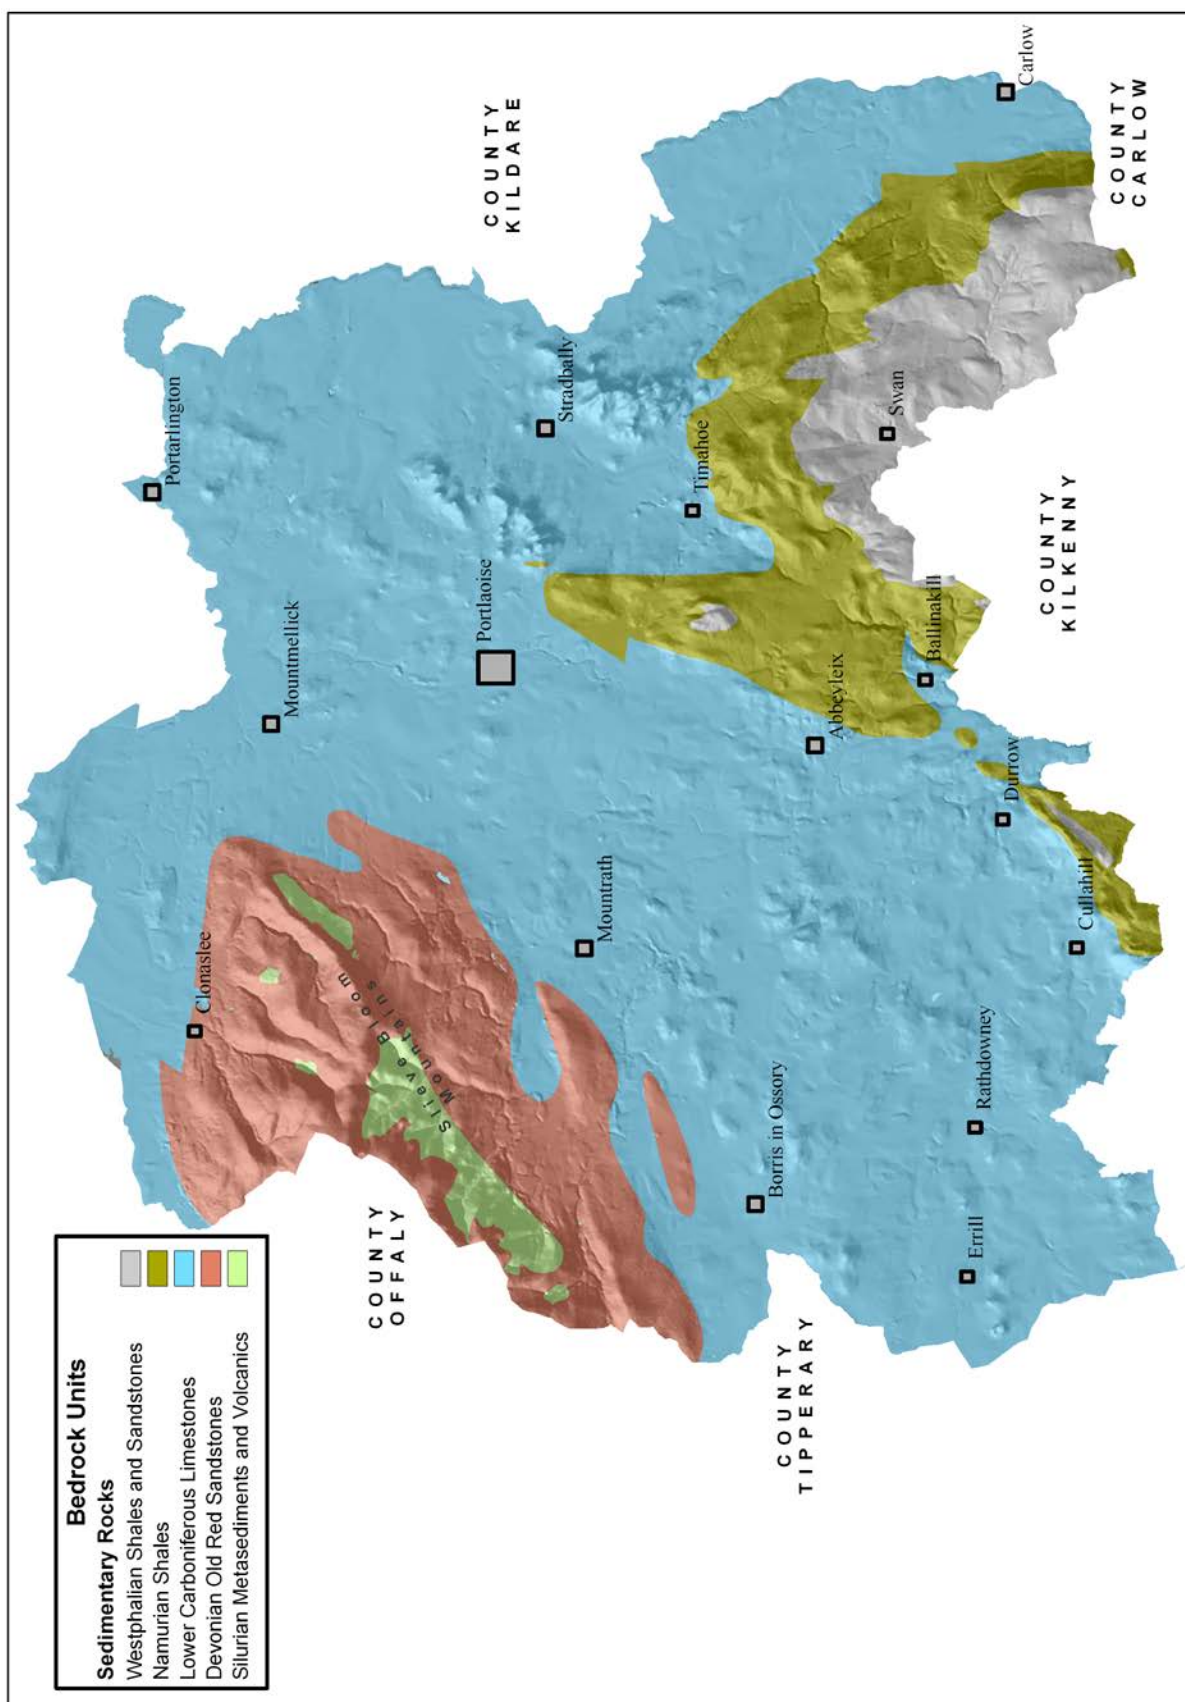 Bedrock Units
Sedimentary Rocks
Westphalian Shales and Sandstones
Namurian Shales
Lower Carboniferous Limestones
Devonian Old Red Sandstones
Silurian Metasediments and Volcanics
COUNTY
OFFALY
COUNTY
TIPPERARY
COUNTY
KILDARE
COUNTY
CARLOW
COUNTY
KILKENNY
Clonaslee
Slieve Bloom
Mountains
Mountmellick
Portarlington
Portlaoise
Stradbally
Mountrath
Timahoe
Borris in Ossory
Abbeyleix
Swan
Ballinakill
Carlow
Errill
Rathdowney
Durrow
Cullahill